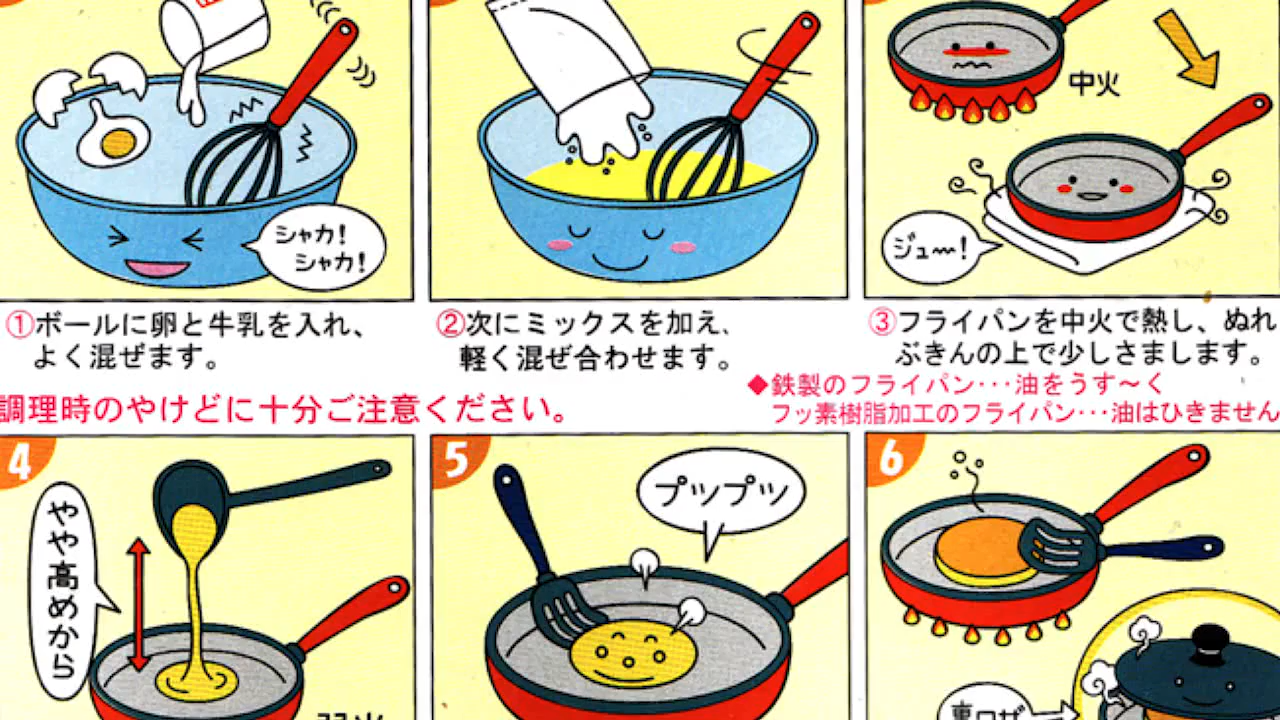 シャカ!
シャカ!
中火
ジュ〜!
①ボールに卵と牛乳を入れ、
よく混ぜます。
②次にミックスを加え、
軽く混ぜ合わせます。
③フライパンを中火で熱し、ぬれ
ぶきんの上で少しさまします。
◆鉄製のフライパン･･･油をうす〜く
フッ素樹脂加工のフライパン･･･油はひきません
調理時のやけどに十分ご注意ください。
4
やや高めから
5
プツプツ
6